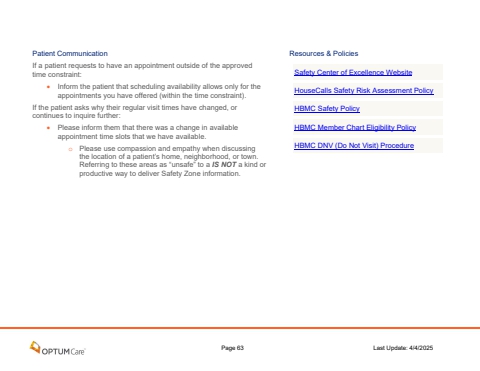 Patient Communication
If a patient requests to have an appointment outside of the approved
time constraint:
• Inform the patient that scheduling availability allows only for the
appointments you have offered (within the time constraint).
If the patient asks why their regular visit times have changed, or
continues to inquire further:
• Please inform them that there was a change in available
appointment time slots that we have available.
○ Please use compassion and empathy when discussing
the location of a patient's home, neighborhood, or town.
Referring to these areas as "unsafe" to a IS NOT a kind or
productive way to deliver Safety Zone information.
Resources & Policies
Safety Center of Excellence Website
HouseCalls Safety Risk Assessment Policy
HBMC Safety Policy
HBMC Member Chart Eligibility Policy
HBMC DNV (Do Not Visit) Procedure
OPTUMCare
Page 63
Last Update: 4/4/2025